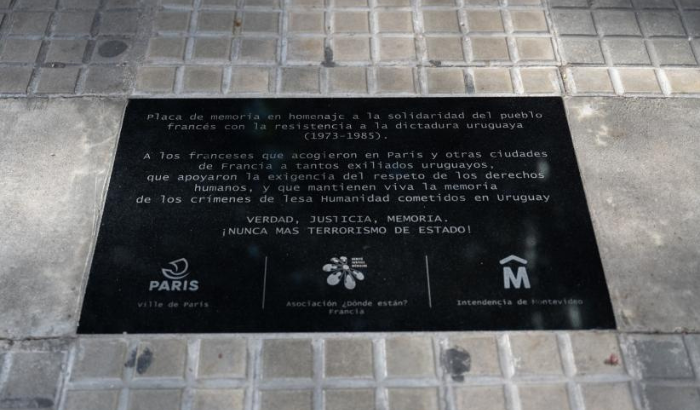 Placa de memoria en homenaje a la solidaridad del pueblo
francés con la resistencia a la dictadura uruguaya
(1973-1985).
A los franceses que acogieron en París y otras ciudades
de Francia a tantos exiliados uruguayos,
que apoyaron la exigencia del respeto de los derechos
humanos, y que mantienen viva la memoria
de los crímenes de lesa Humanidad cometidos en Uruguay
VERDAD, JUSTICIA, MEMORIA.
¡NUNCA MAS TERRORISMO DE ESTADO!
PARIS
Ville de Paris
Asociación ¿Dónde están?
Francia
M
Intendencia de Montevideo